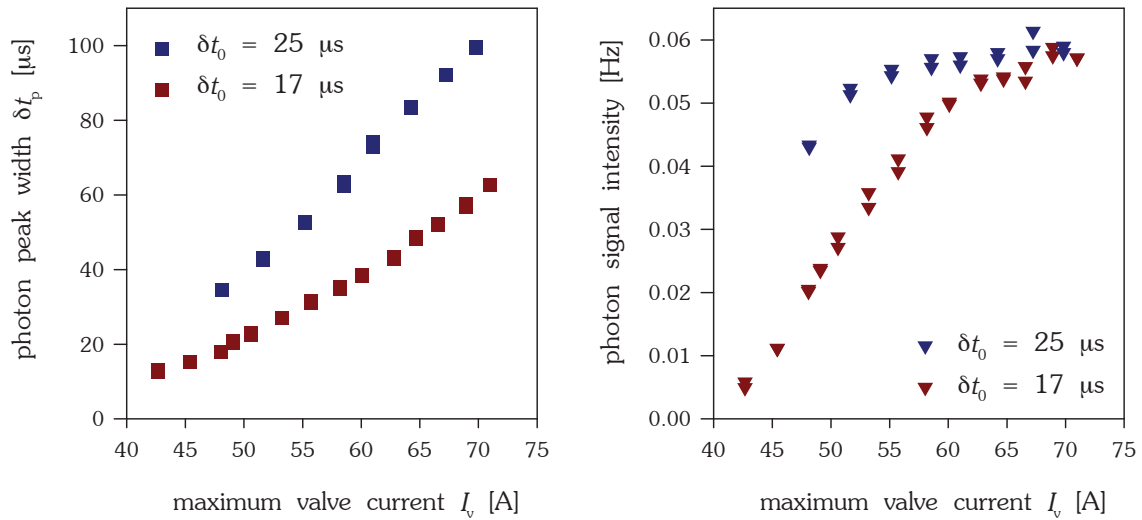 photon peak width δtₚ [μs]
100
80
60
40
20
0
δt₀ = 25 μs
δt₀ = 17 μs
40 45 50 55 60 65 70 75
maximum valve current Iᵥ [A]
photon signal intensity [Hz]
0.06
0.05
0.04
0.03
0.02
0.01
0.00
δt₀ = 25 μs
δt₀ = 17 μs
40 45 50 55 60 65 70 75
maximum valve current Iᵥ [A]